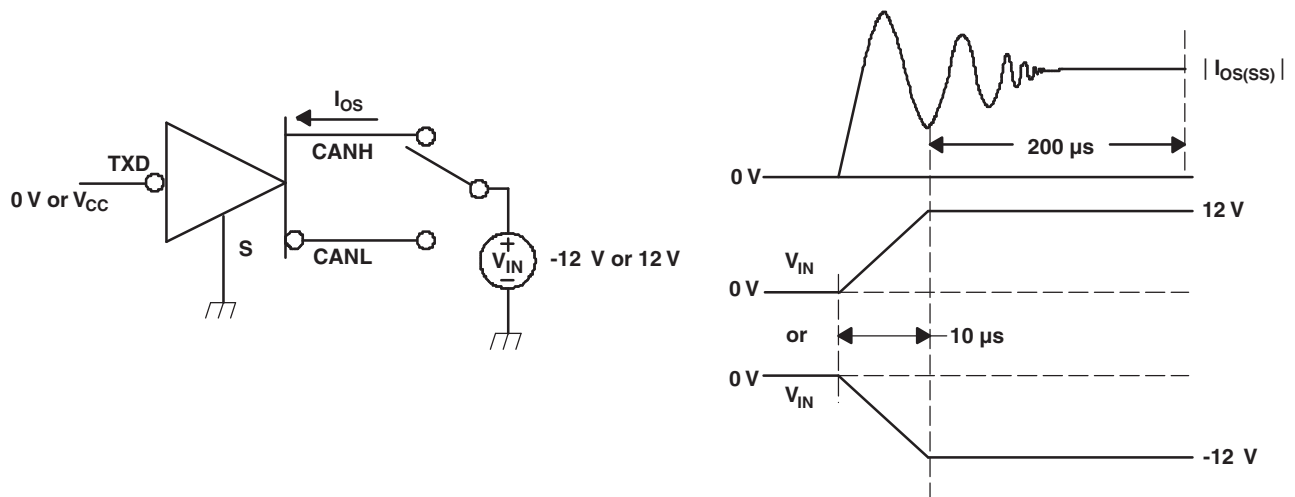 I_OS
CANH
TXD
0 V or V_CC
S
CANL
+
V_IN
–
-12 V or 12 V
| I_OS(SS) |
200 µs
0 V
12 V
V_IN
0 V
or
10 µs
0 V
V_IN
-12 V